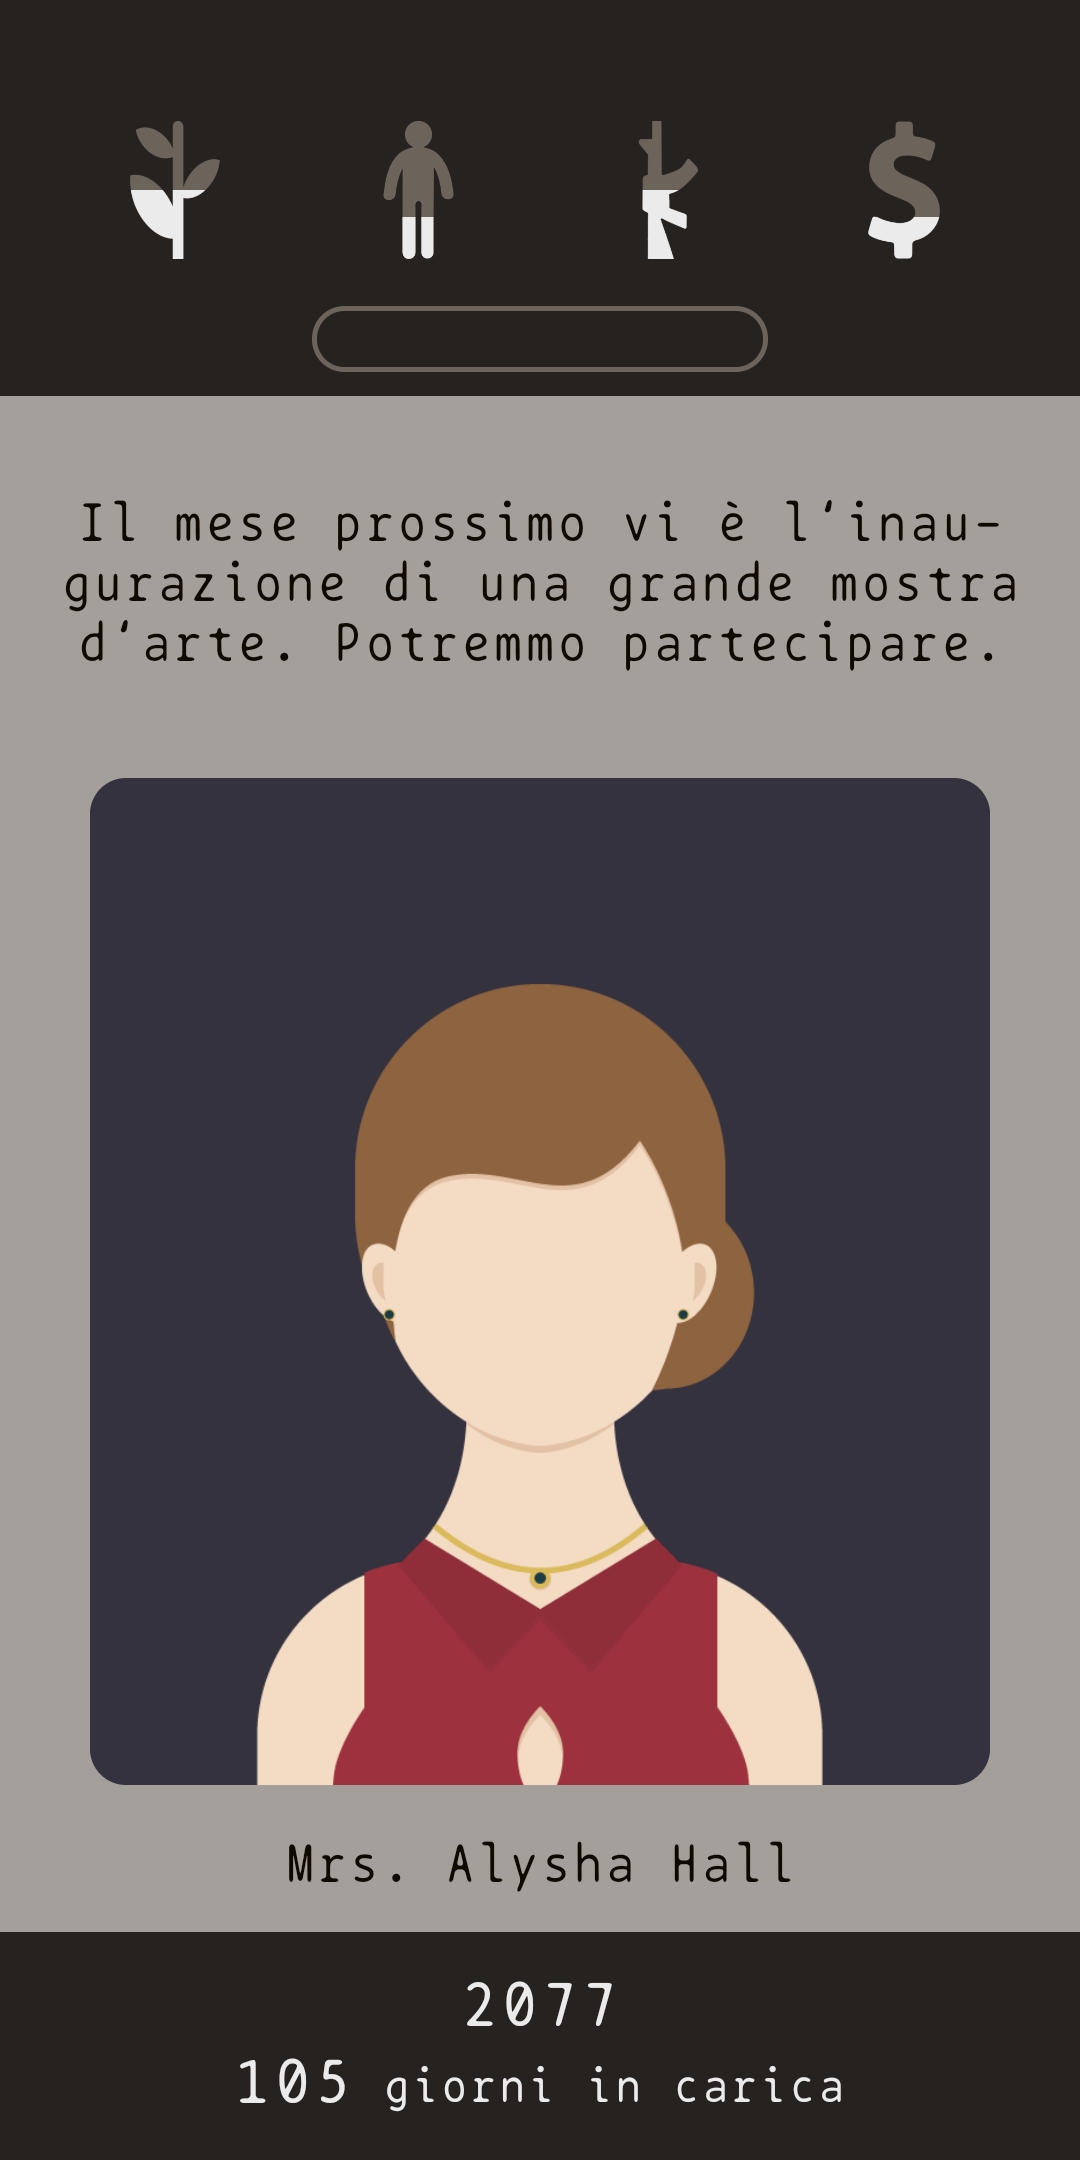 Il mese prossimo vi è l‘inau-
gurazione di una grande mostra
d‘arte. Potremmo partecipare.
Mrs. Alysha Hall
2077
105 giorni in carica